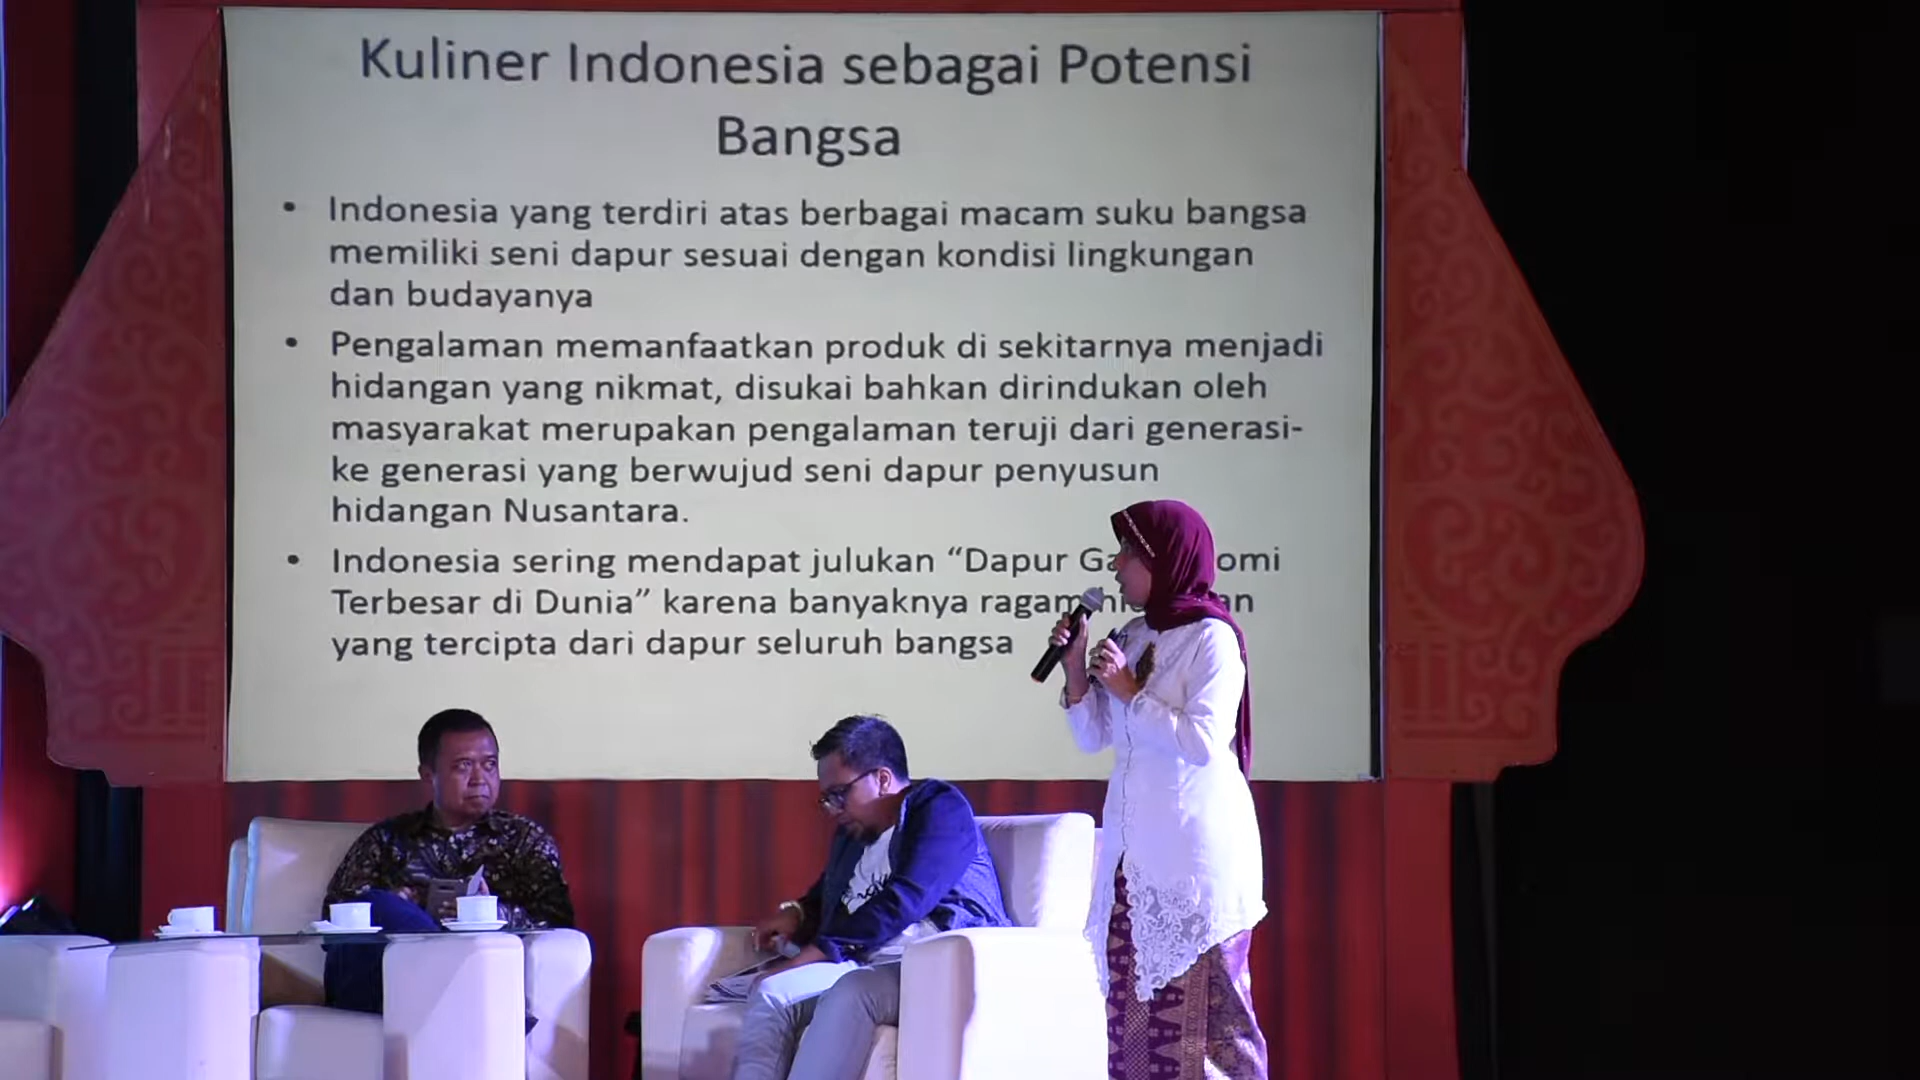 Kuliner Indonesia sebagai Potensi
Bangsa
• Indonesia yang terdiri atas berbagai macam suku bangsa
memiliki seni dapur sesuai dengan kondisi lingkungan
dan budayanya
• Pengalaman memanfaatkan produk di sekitarnya menjadi
hidangan yang nikmat, disukai bahkan dirindukan oleh
masyarakat merupakan pengalaman teruji dari generasi-
ke generasi yang berwujud seni dapur penyusun
hidangan Nusantara.
• Indonesia sering mendapat julukan “Dapur
Terbesar di Dunia” karena banyaknya ragam
yang tercipta dari dapur seluruh bangsa